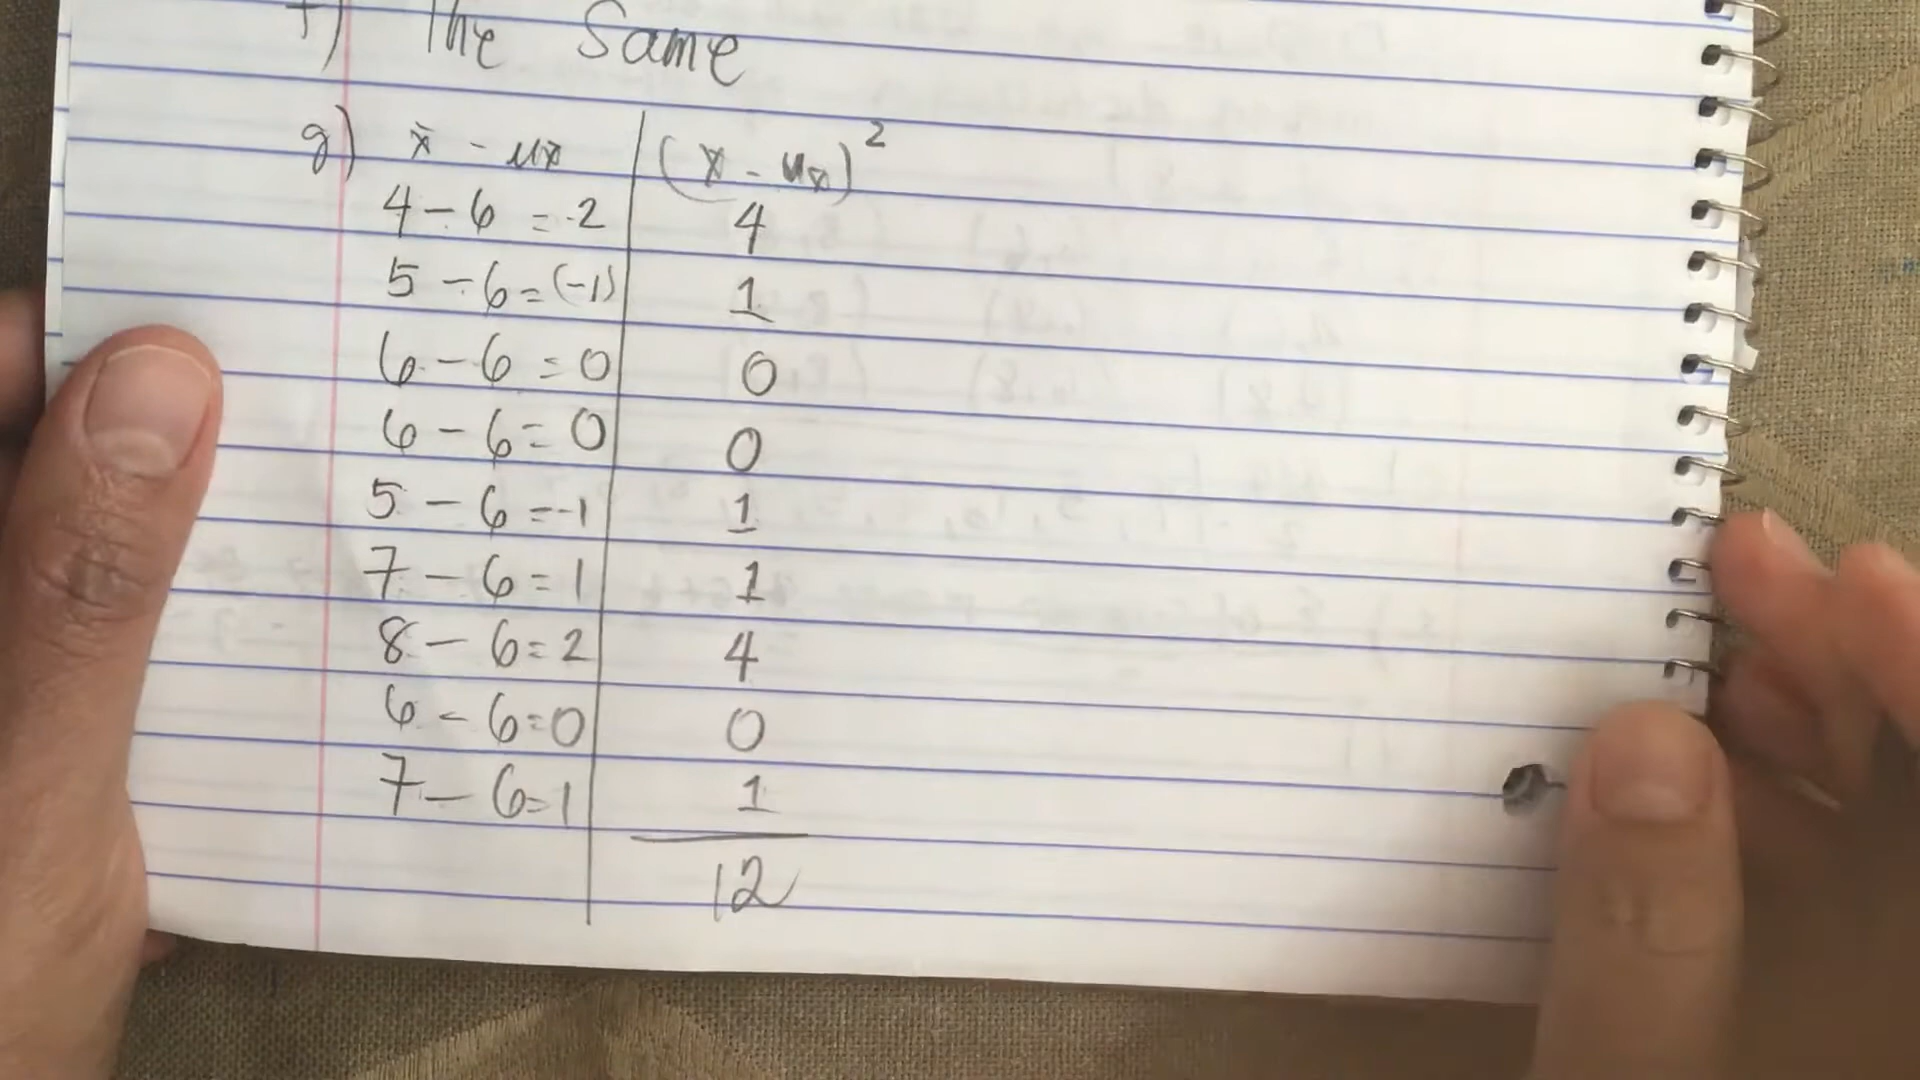 f) The Same
g) x̄ - μx̄ (x̄ - μx̄)²
4 - 6 = -2 4
5 - 6 = (-1) 1
6 - 6 = 0 0
6 - 6 = 0 0
5 - 6 = -1 1
7 - 6 = 1 1
8 - 6 = 2 4
6 - 6 = 0 0
7 - 6 = 1 1
12